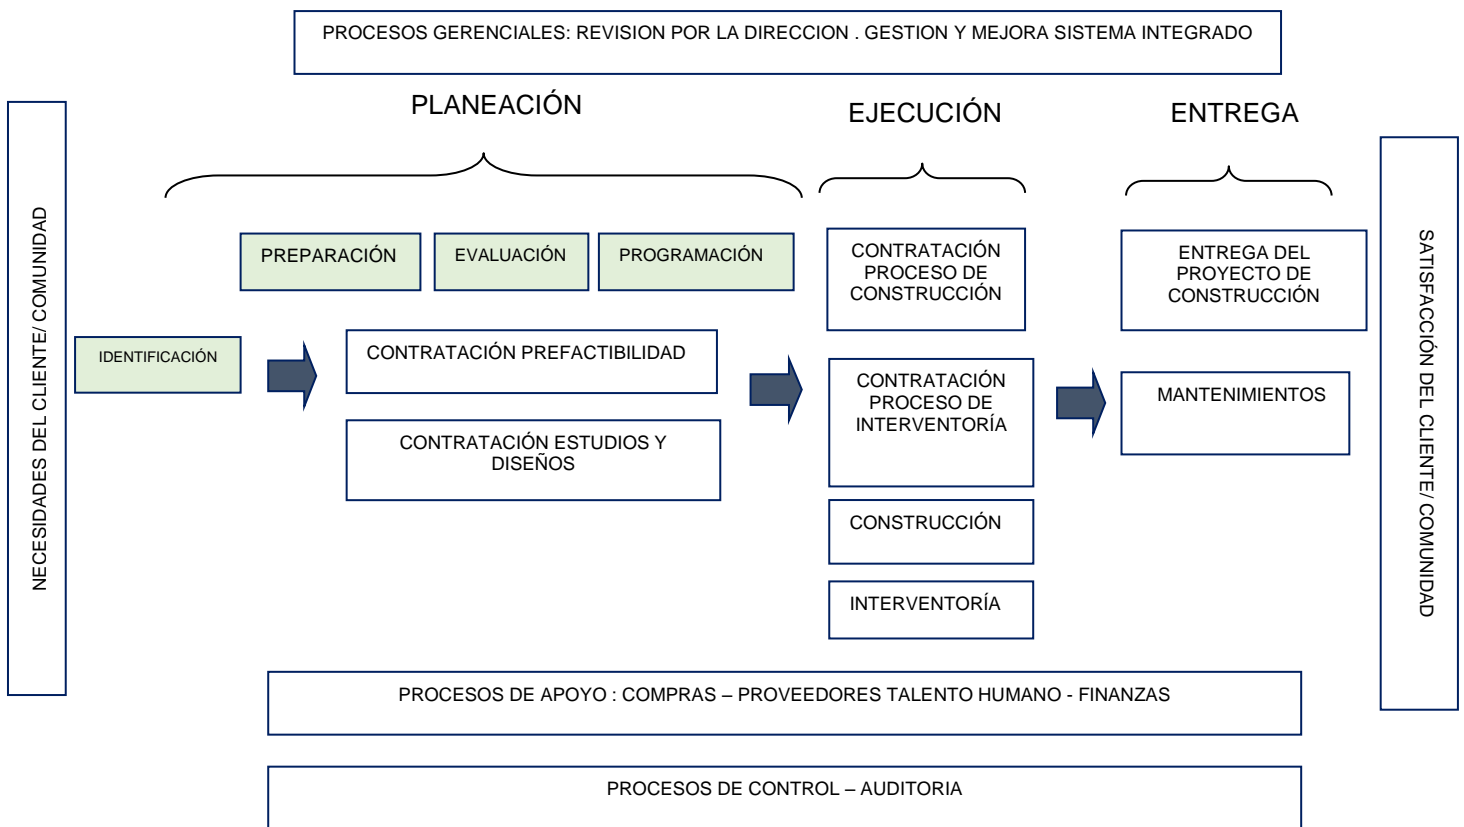 PROCESOS GERENCIALES: REVISION POR LA DIRECCION . GESTION Y MEJORA SISTEMA INTEGRADO
PLANEACIÓN
EJECUCIÓN
ENTREGA
NECESIDADES DEL CLIENTE/ COMUNIDAD
IDENTIFICACIÓN
PREPARACIÓN
EVALUACIÓN
PROGRAMACIÓN
CONTRATACIÓN PREFACTIBILIDAD
CONTRATACIÓN ESTUDIOS Y
DISEÑOS
CONTRATACIÓN
PROCESO DE
CONSTRUCCIÓN
CONTRATACIÓN
PROCESO DE
INTERVENTORÍA
CONSTRUCCIÓN
INTERVENTORÍA
ENTREGA DEL
PROYECTO DE
CONSTRUCCIÓN
MANTENIMIENTOS
SATISFACCIÓN DEL CLIENTE/ COMUNIDAD
PROCESOS DE APOYO : COMPRAS – PROVEEDORES TALENTO HUMANO - FINANZAS
PROCESOS DE CONTROL – AUDITORIA